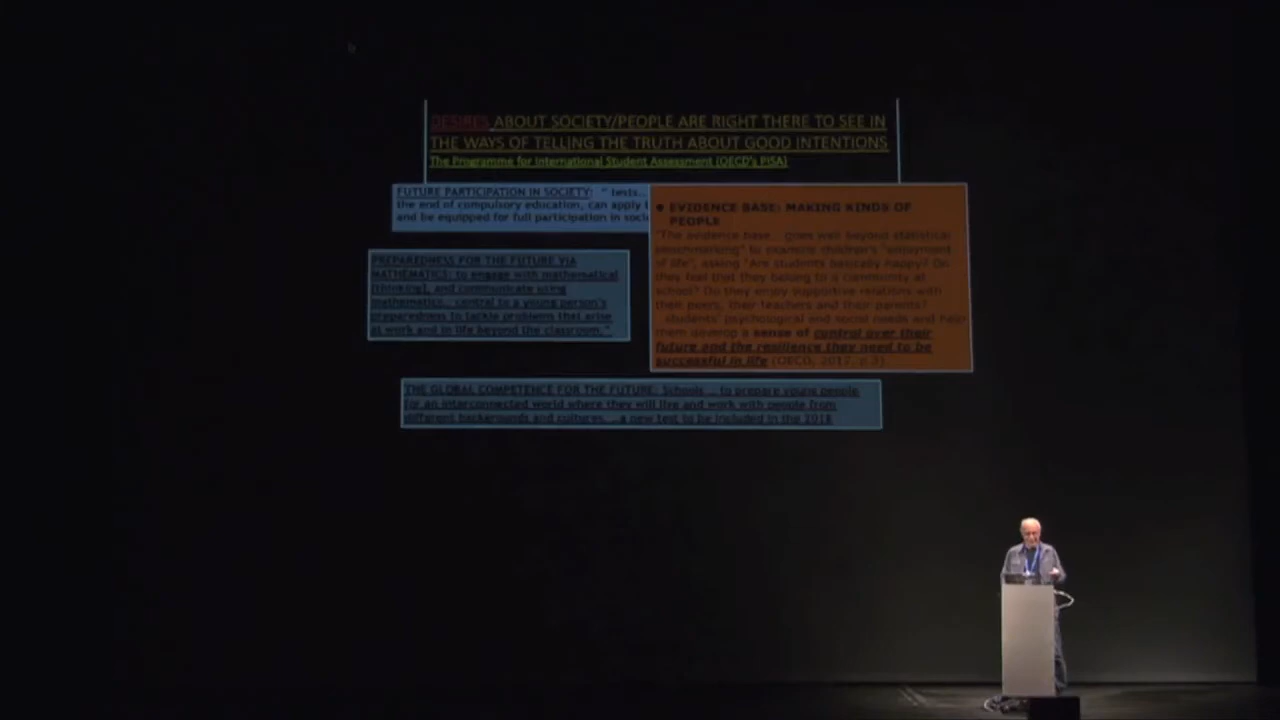 DESIRES ABOUT SOCIETY/PEOPLE ARE RIGHT THERE TO SEE IN
THE WAYS OF TELLING THE TRUTH ABOUT GOOD INTENTIONS
The Programme for International Student Assessment (OECD's PISA)
FUTURE PARTICIPATION IN SOCIETY: " tests...
the end of compulsory education, can apply t
and be equipped for full participation in soci
PREPAREDNESS FOR THE FUTURE VIA
MATHEMATICS: to engage with mathematical
[thinking], and communicate using
mathematics... central to a young person's
preparedness to tackle problems that arise
at work and in life beyond the classroom."
● EVIDENCE BASE: MAKING KINDS OF
PEOPLE
"The evidence base... goes well beyond statistical
benchmarking" to examine children's "enjoyment
of life", asking "Are students basically happy? Do
they feel that they belong to a community at
school? Do they enjoy supportive relations with
their peers, their teachers and their parents?
...students' psychological and social needs and help
them develop a sense of control over their
future and the resilience they need to be
successful in life (OECD, 2017, p.3)
THE GLOBAL COMPETENCE FOR THE FUTURE: Schools... to prepare young people
for an interconnected world where they will live and work with people from
different backgrounds and cultures... a new test to be included in the 2018